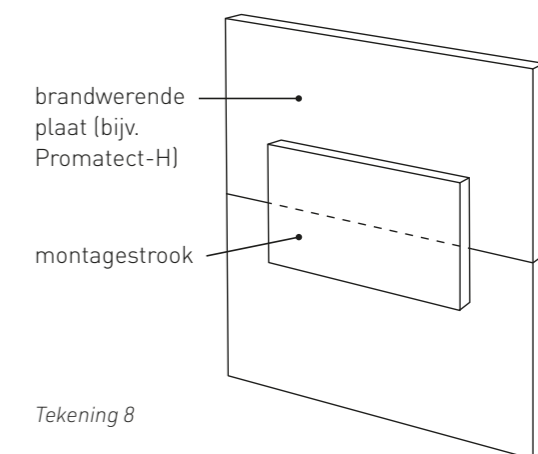 brandwerende
plaat (bijv.
Promatect-H)
montagestrook
Tekening 8